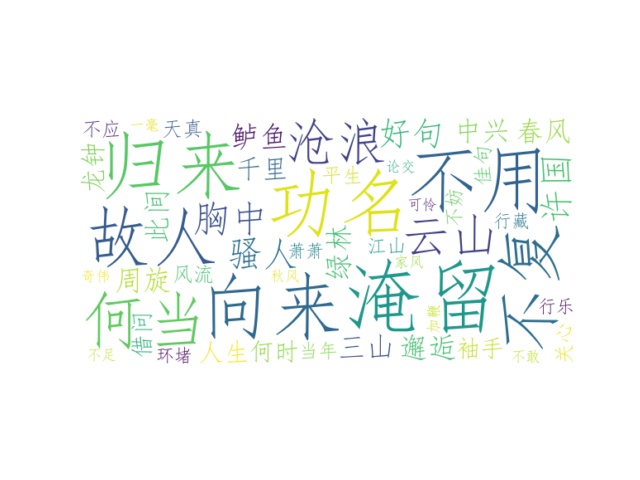 不应
一毫
天真
鲈鱼
沧浪
好句
中兴
春风
龙钟
归来
千里
平生
论交
不用
佳句
许国
此间
胸中
功名
可怜
不妨
行藏
故人
骚人
萧萧
绿林
江山
云山
家风
不复
奇伟
周旋
风流
秋风
何当
向来
淹留
行乐
借问
不足
环堵
人生
何时
当年
三山
邂逅
袖手
不敢
关心